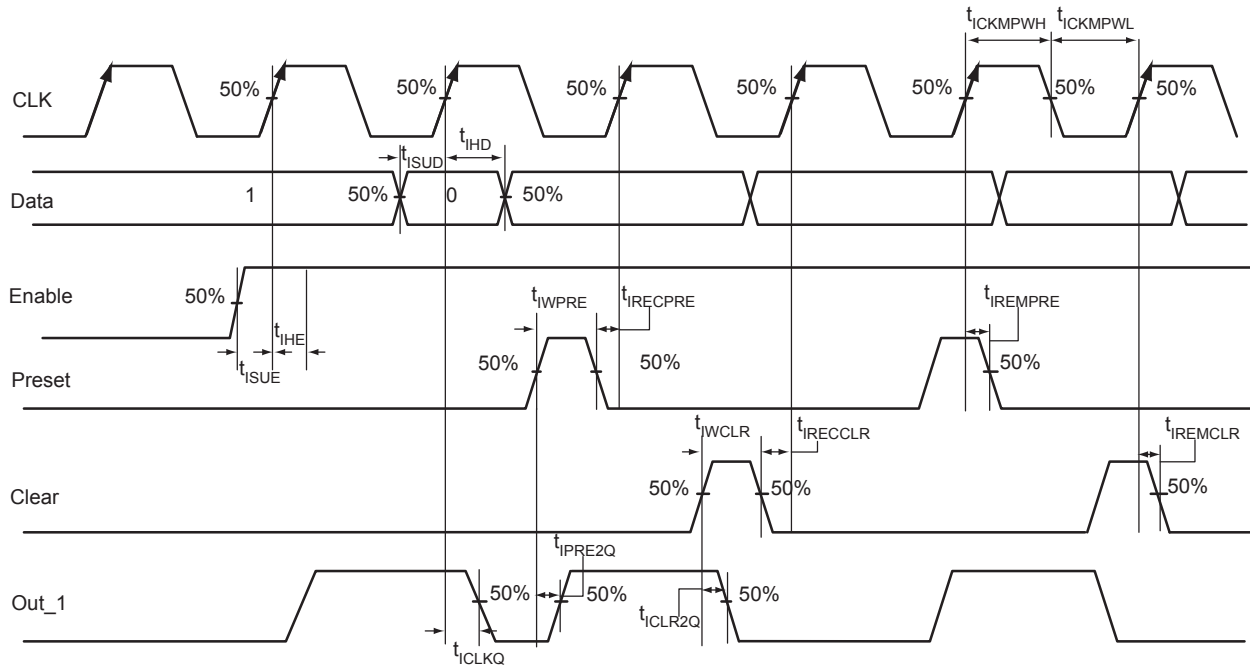 tICKMPWH tICKMPWL
CLK 50% 50% 50% 50% 50% 50% 50%
tISUD tIHD
Data 1 50% 0 50%
Enable 50% tIWPRE tIRECPRE tIREMPRE
tIHE
tISUE
Preset 50% 50% 50%
tIWCLR tIRECCLR tIREMCLR
Clear 50% 50% 50%
tIPRE2Q
Out_1 50% 50% 50%
tICLR2Q
tICLKQ